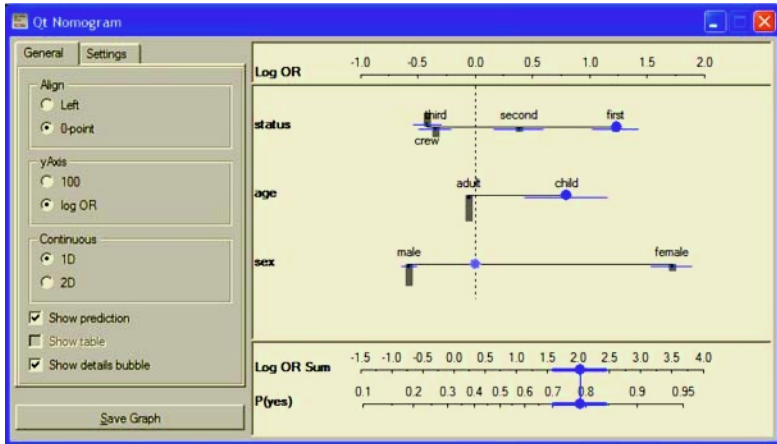 Qt Nomogram
General Settings
Align
Left
0-point
yAxis
100
log OR
Continuous
1D
2D
Show prediction
Show table
Show details bubble
Save Graph
Log OR
-1.0 -0.5 0.0 0.5 1.0 1.5 2.0
status
third second first
crew
age
adult child
sex
male female
Log OR Sum
-1.5 -1.0 -0.5 0.0 0.5 1.0 1.5 2.0 2.5 3.0 3.5 4.0
P(yes)
0.1 0.2 0.3 0.4 0.5 0.6 0.7 0.8 0.9 0.95